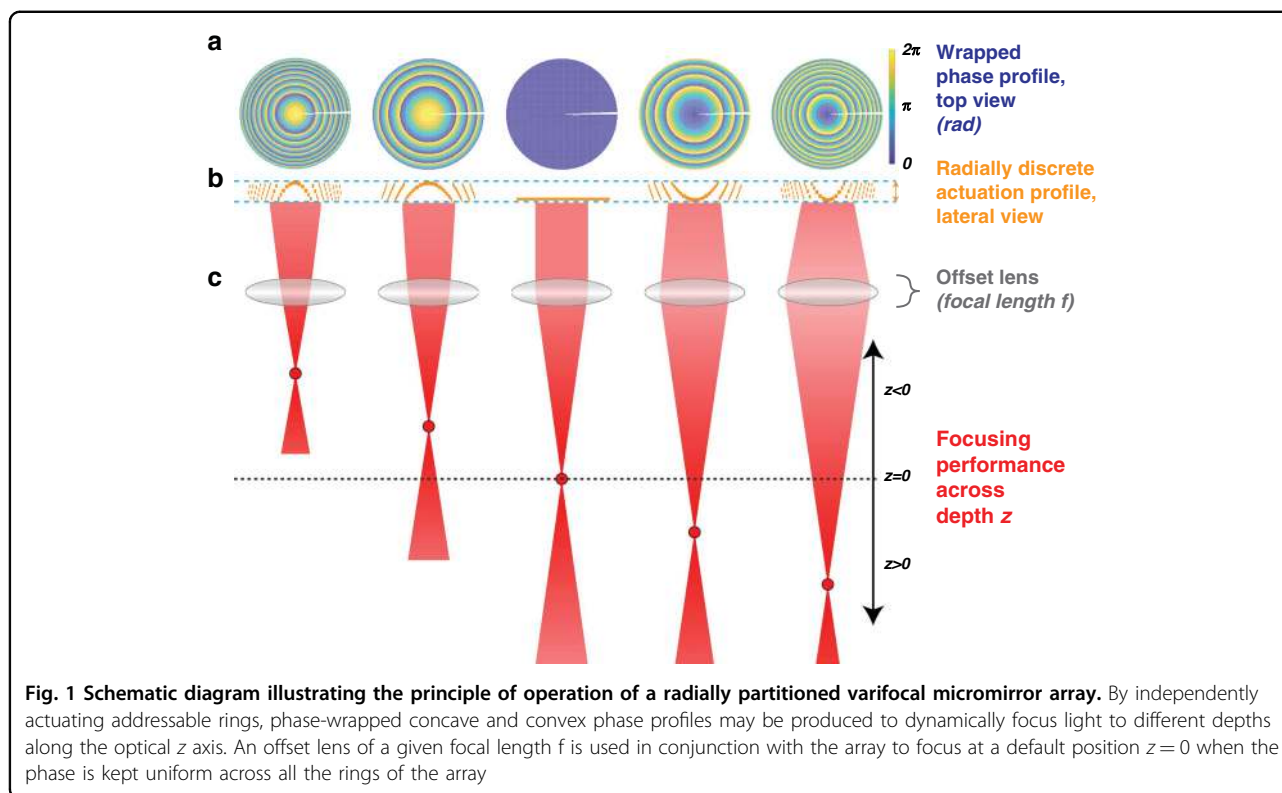 a
2π
π
0
Wrapped
phase profile,
top view
(rad)
b
Radially discrete
actuation profile,
lateral view
c
Offset lens
(focal length f)
z<0
z=0
z>0
Focusing
performance
across
depth z
Fig. 1 Schematic diagram illustrating the principle of operation of a radially partitioned varifocal micromirror array. By independently
actuating addressable rings, phase-wrapped concave and convex phase profiles may be produced to dynamically focus light to different depths
along the optical z axis. An offset lens of a given focal length f is used in conjunction with the array to focus at a default position z = 0 when the
phase is kept uniform across all the rings of the array